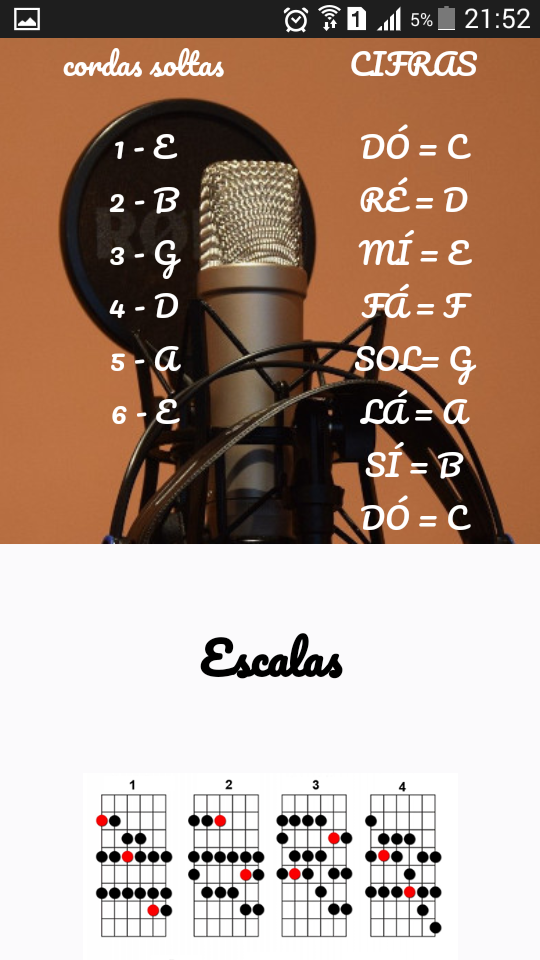 5% 21:52
cordas soltas
1 - E
2 - B
3 - G
4 - D
5 - A
6 - E
CIFRAS
DÓ = C
RÉ = D
MÍ = E
FÁ = F
SOL= G
LÁ = A
SÍ = B
DÓ = C
Escalas
1 2 3 4